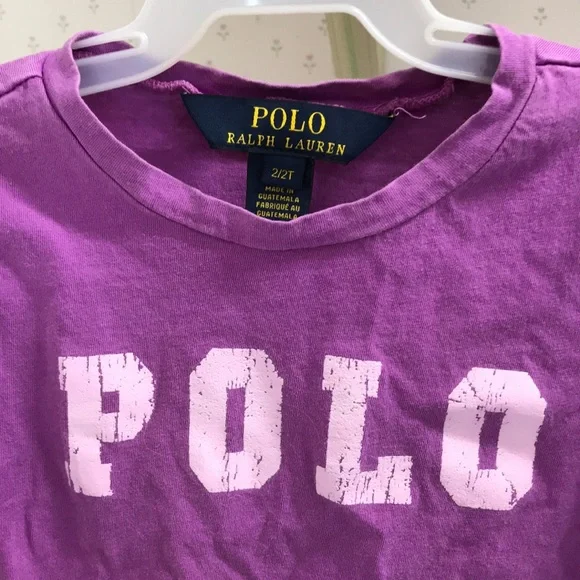 POLO
RALPH LAUREN
2/2T
MADE IN
GUATEMALA
FABRIQUÉ AU
GUATEMALA
POLO